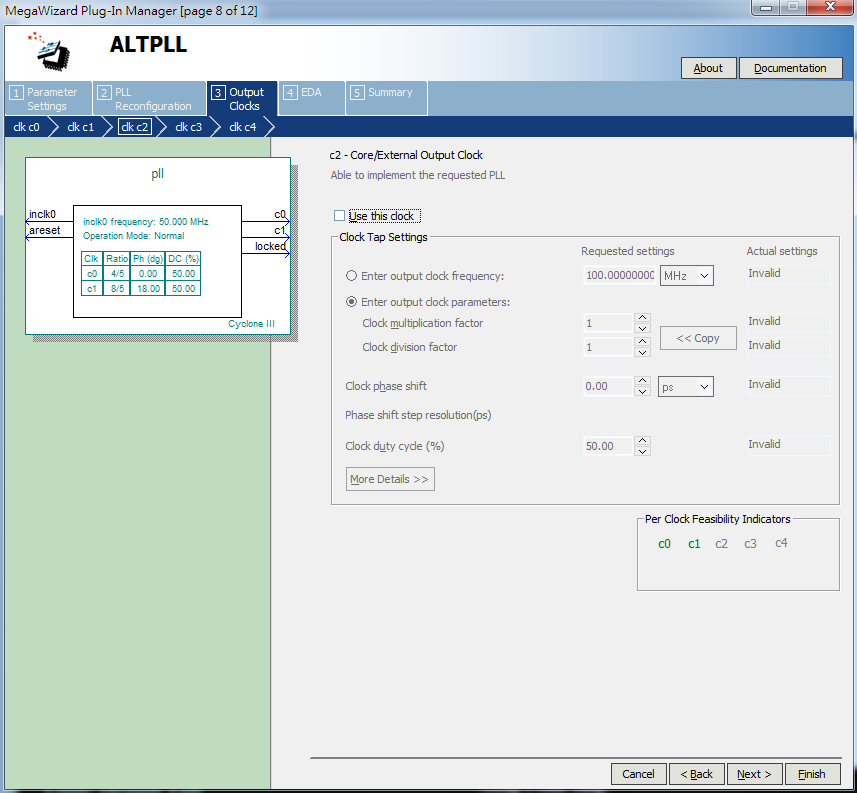 MegaWizard Plug-In Manager [page 8 of 12]
ALTPLL
About
Documentation
1 Parameter Settings
2 PLL Reconfiguration
3 Output Clocks
4 EDA
5 Summary
clk c0
clk c1
clk c2
clk c3
clk c4
pll
inclk0
areset
inclk0 frequency: 50.000 MHz
Operation Mode: Normal
Clk Ratio Ph (dg) DC (%)
c0 4/5 0.00 50.00
c1 8/5 18.00 50.00
c0
c1
locked
Cyclone III
c2 - Core/External Output Clock
Able to implement the requested PLL
Use this clock
Clock Tap Settings
Requested settings
Actual settings
Enter output clock frequency:
100.00000000
MHz
Invalid
Enter output clock parameters:
Clock multiplication factor
1
Invalid
<< Copy
Clock division factor
1
Invalid
Clock phase shift
0.00
ps
Invalid
Phase shift step resolution(ps)
Clock duty cycle (%)
50.00
Invalid
More Details >>
Per Clock Feasibility Indicators
c0 c1 c2 c3 c4
Cancel
< Back
Next >
Finish